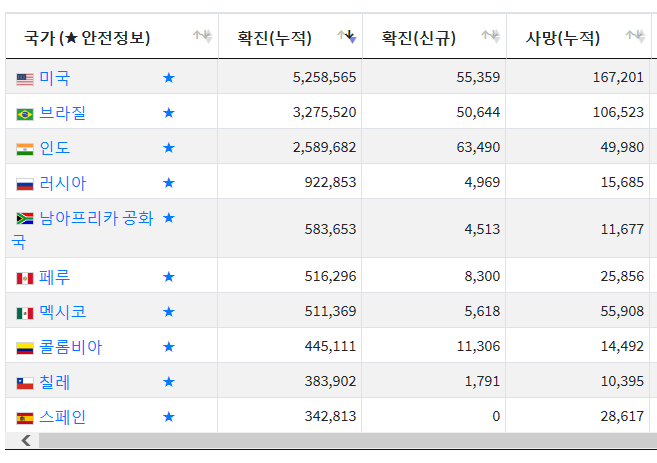 국가 (★ 안전정보) 확진(누적) 확진(신규) 사망(누적)
미국 ★ 5,258,565 55,359 167,201
브라질 ★ 3,275,520 50,644 106,523
인도 ★ 2,589,682 63,490 49,980
러시아 ★ 922,853 4,969 15,685
남아프리카 공화 ★
국 583,653 4,513 11,677
페루 ★ 516,296 8,300 25,856
멕시코 ★ 511,369 5,618 55,908
콜롬비아 ★ 445,111 11,306 14,492
칠레 ★ 383,902 1,791 10,395
스페인 ★ 342,813 0 28,617